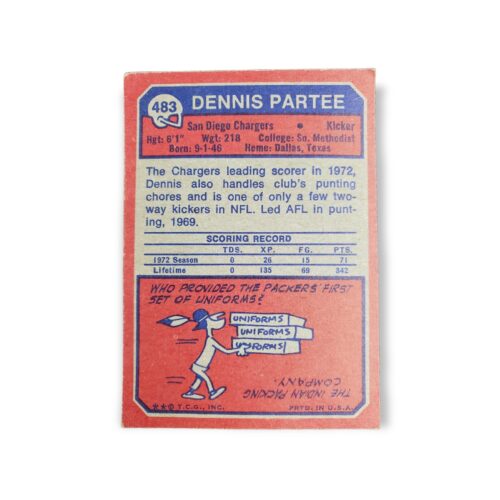 483
DENNIS PARTEE
San Diego Chargers • Kicker
Hgt: 6'1" Wgt: 218 College: So. Methodist
Born: 9-1-46 Home: Dallas, Texas
The Chargers leading scorer in 1972,
Dennis also handles club's punting
chores and is one of only a few two-
way kickers in NFL. Led AFL in punt-
ing, 1969.
SCORING RECORD
TDS. XP. FG. PTS.
1972 Season 0 26 15 71
Lifetime 0 135 69 342
WHO PROVIDED THE PACKERS' FIRST
SET OF UNIFORMS?
UNIFORMS
UNIFORMS
UNIFORMS
THE INDIAN PACKING
COMPANY.
★★© T.C.G., INC. PRTD. IN U.S.A.